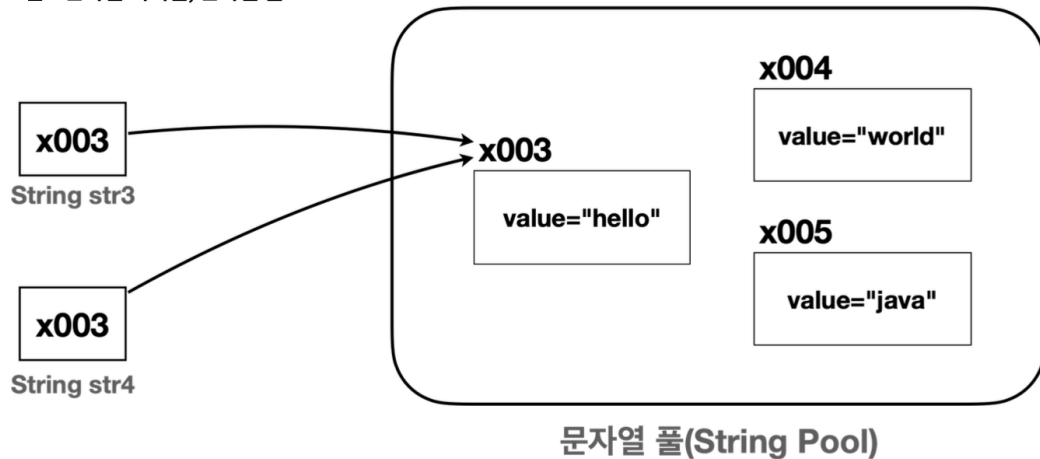 x003
String str3
x003
String str4
x003
value="hello"
x004
value="world"
x005
value="java"
문자열 풀(String Pool)